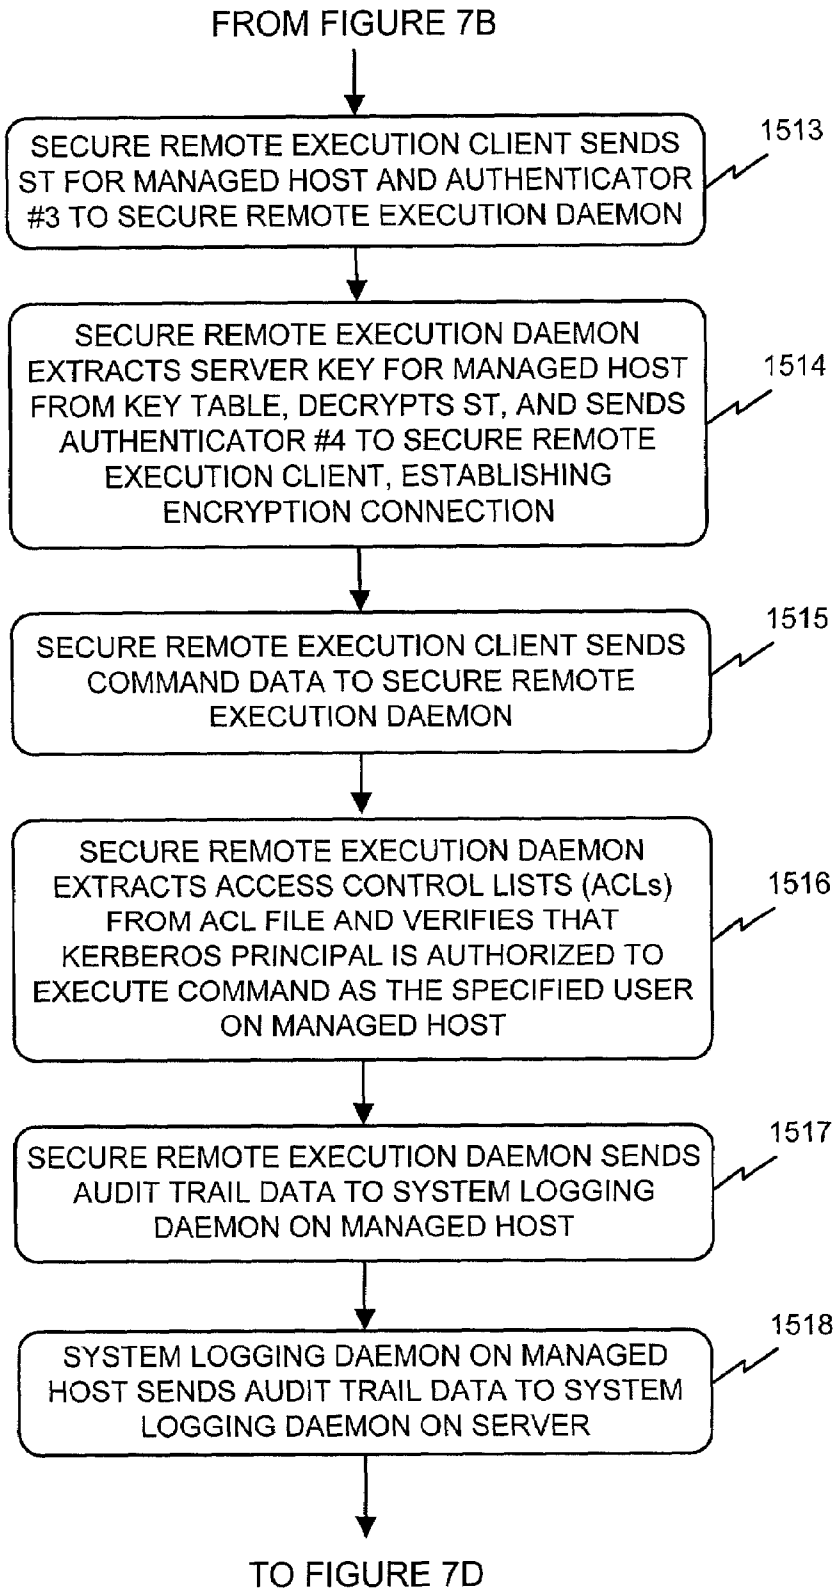 FROM FIGURE 7B
1513
SECURE REMOTE EXECUTION CLIENT SENDS
ST FOR MANAGED HOST AND AUTHENTICATOR
#3 TO SECURE REMOTE EXECUTION DAEMON
1514
SECURE REMOTE EXECUTION DAEMON
EXTRACTS SERVER KEY FOR MANAGED HOST
FROM KEY TABLE, DECRYPTS ST, AND SENDS
AUTHENTICATOR #4 TO SECURE REMOTE
EXECUTION CLIENT, ESTABLISHING
ENCRYPTION CONNECTION
1515
SECURE REMOTE EXECUTION CLIENT SENDS
COMMAND DATA TO SECURE REMOTE
EXECUTION DAEMON
1516
SECURE REMOTE EXECUTION DAEMON
EXTRACTS ACCESS CONTROL LISTS (ACLs)
FROM ACL FILE AND VERIFIES THAT
KERBEROS PRINCIPAL IS AUTHORIZED TO
EXECUTE COMMAND AS THE SPECIFIED USER
ON MANAGED HOST
1517
SECURE REMOTE EXECUTION DAEMON SENDS
AUDIT TRAIL DATA TO SYSTEM LOGGING
DAEMON ON MANAGED HOST
1518
SYSTEM LOGGING DAEMON ON MANAGED
HOST SENDS AUDIT TRAIL DATA TO SYSTEM
LOGGING DAEMON ON SERVER
TO FIGURE 7D